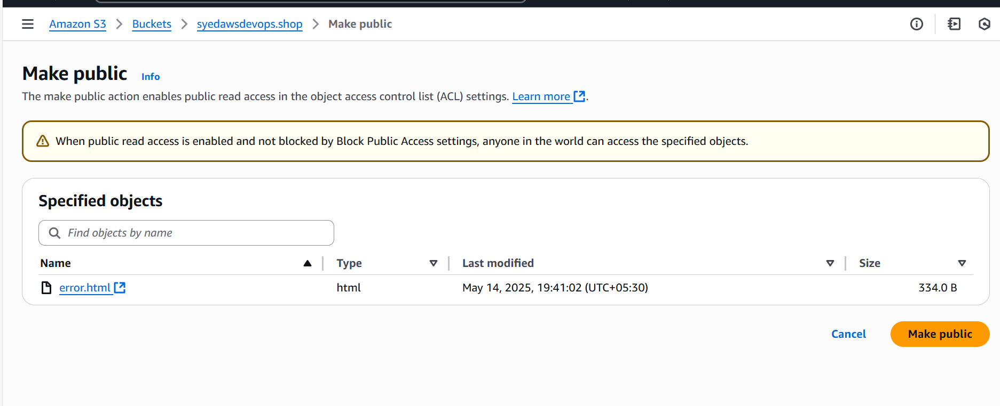 Amazon S3 > Buckets > syedawsdevops.shop > Make public
Make public Info
The make public action enables public read access in the object access control list (ACL) settings. Learn more.
When public read access is enabled and not blocked by Block Public Access settings, anyone in the world can access the specified objects.
Specified objects
Find objects by name
Name Type Last modified Size
error.html html May 14, 2025, 19:41:02 (UTC+05:30) 334.0 B
Cancel Make public